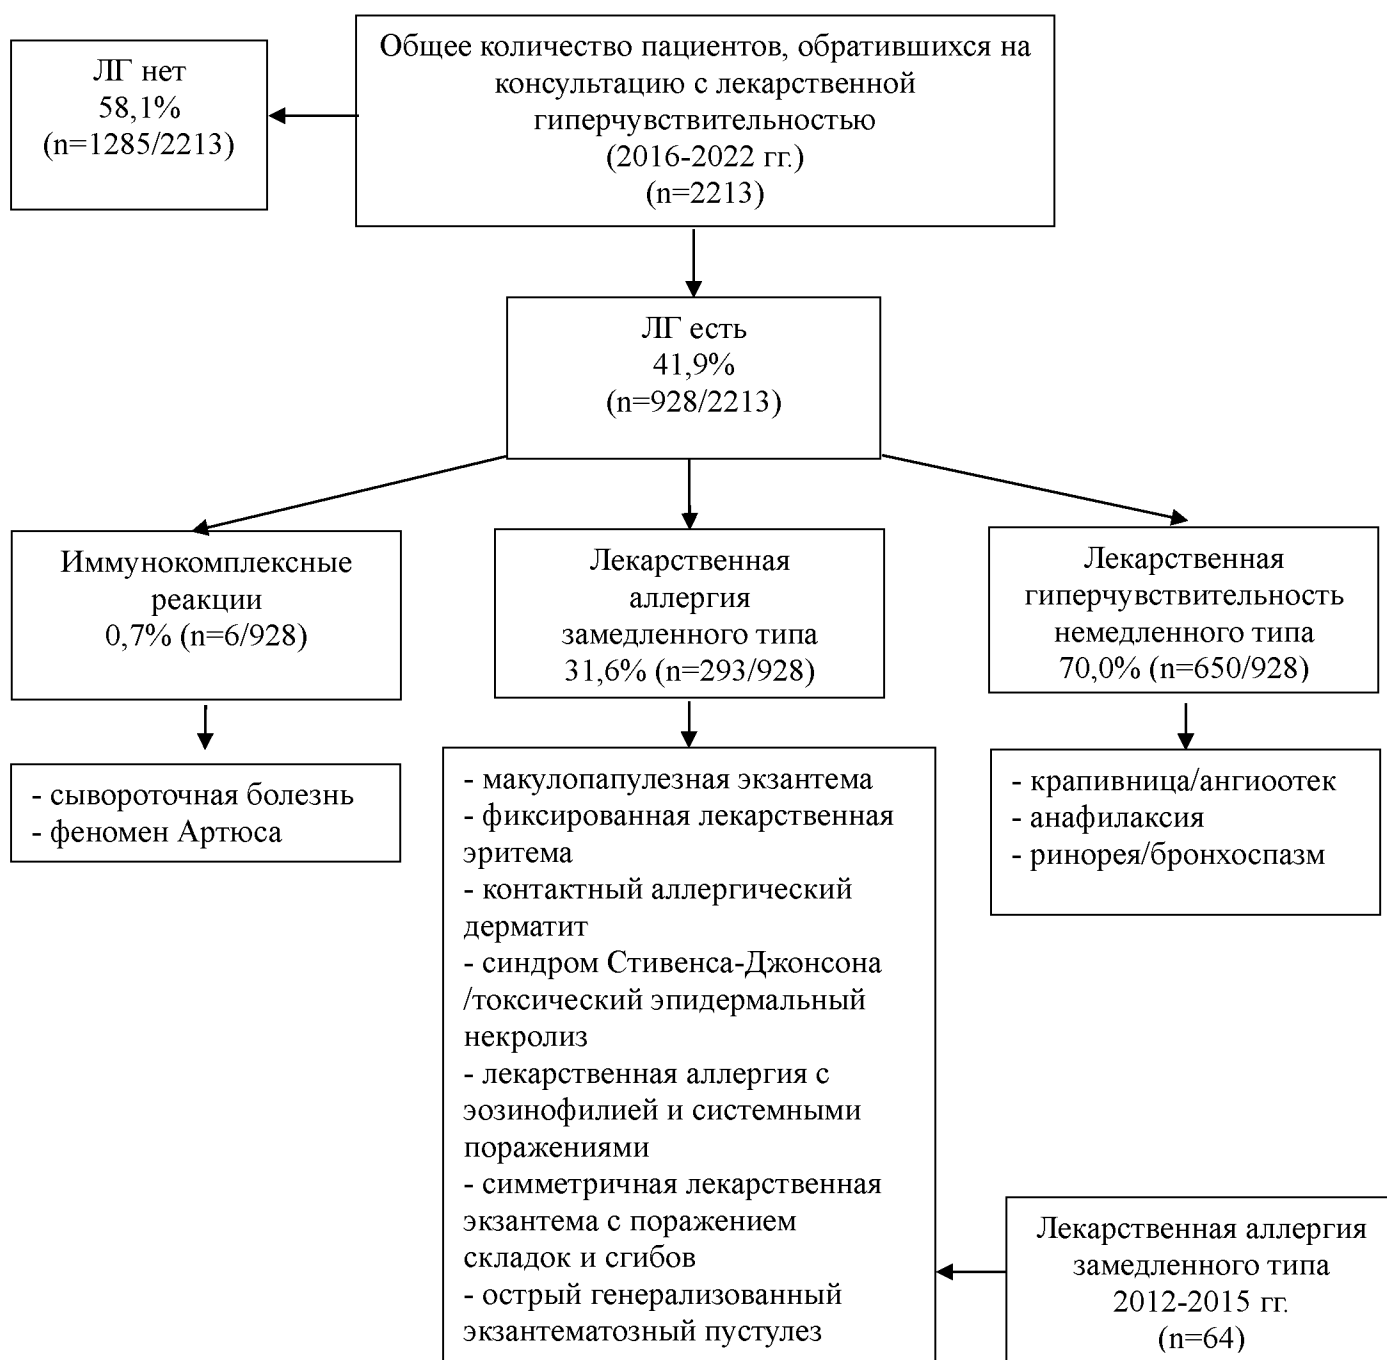 ЛГ нет
58,1%
(n=1285/2213)
Общее количество пациентов, обратившихся на
консультацию с лекарственной
гиперчувствительностью
(2016-2022 гг.)
(n=2213)
ЛГ есть
41,9%
(n=928/2213)
Иммунокомплексные
реакции
0,7% (n=6/928)
Лекарственная
аллергия
замедленного типа
31,6% (n=293/928)
Лекарственная
гиперчувствительность
немедленного типа
70,0% (n=650/928)
- сывороточная болезнь
- феномен Артюса
- макулопапулезная экзантема
- фиксированная лекарственная
эритема
- контактный аллергический
дерматит
- синдром Стивенса-Джонсона
/токсический эпидермальный
некролиз
- лекарственная аллергия с
эозинофилией и системными
поражениями
- симметричная лекарственная
экзантема с поражением
складок и сгибов
- острый генерализованный
экзантематозный пустулез
- крапивница/ангиоотек
- анафилаксия
- ринорея/бронхоспазм
Лекарственная аллергия
замедленного типа
2012-2015 гг.
(n=64)